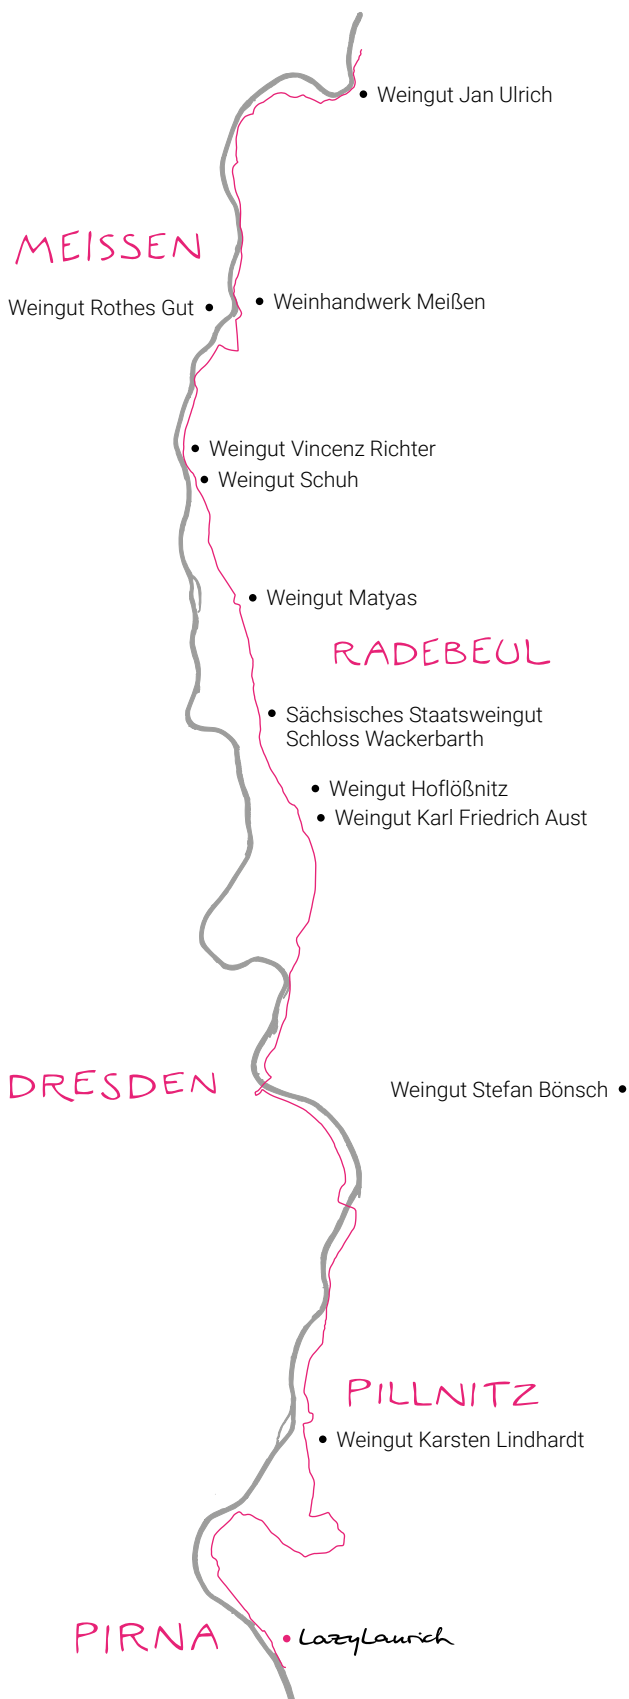 Weingut Jan Ulrich
MEISSEN
Weingut Rothes Gut
Weinhandwerk Meißen
Weingut Vincenz Richter
Weingut Schuh
Weingut Matyas
RADEBEUL
Sächsisches Staatsweingut
Schloss Wackerbarth
Weingut Hoflößnitz
Weingut Karl Friedrich Aust
DRESDEN
Weingut Stefan Bönsch
PILLNITZ
Weingut Karsten Lindhardt
PIRNA
LazyLaurich